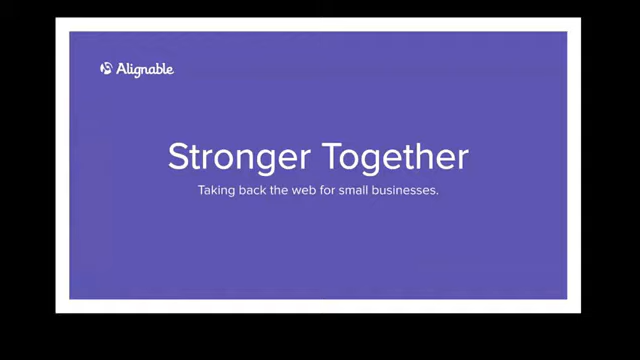 Alignable
Stronger Together
Taking back the web for small businesses.